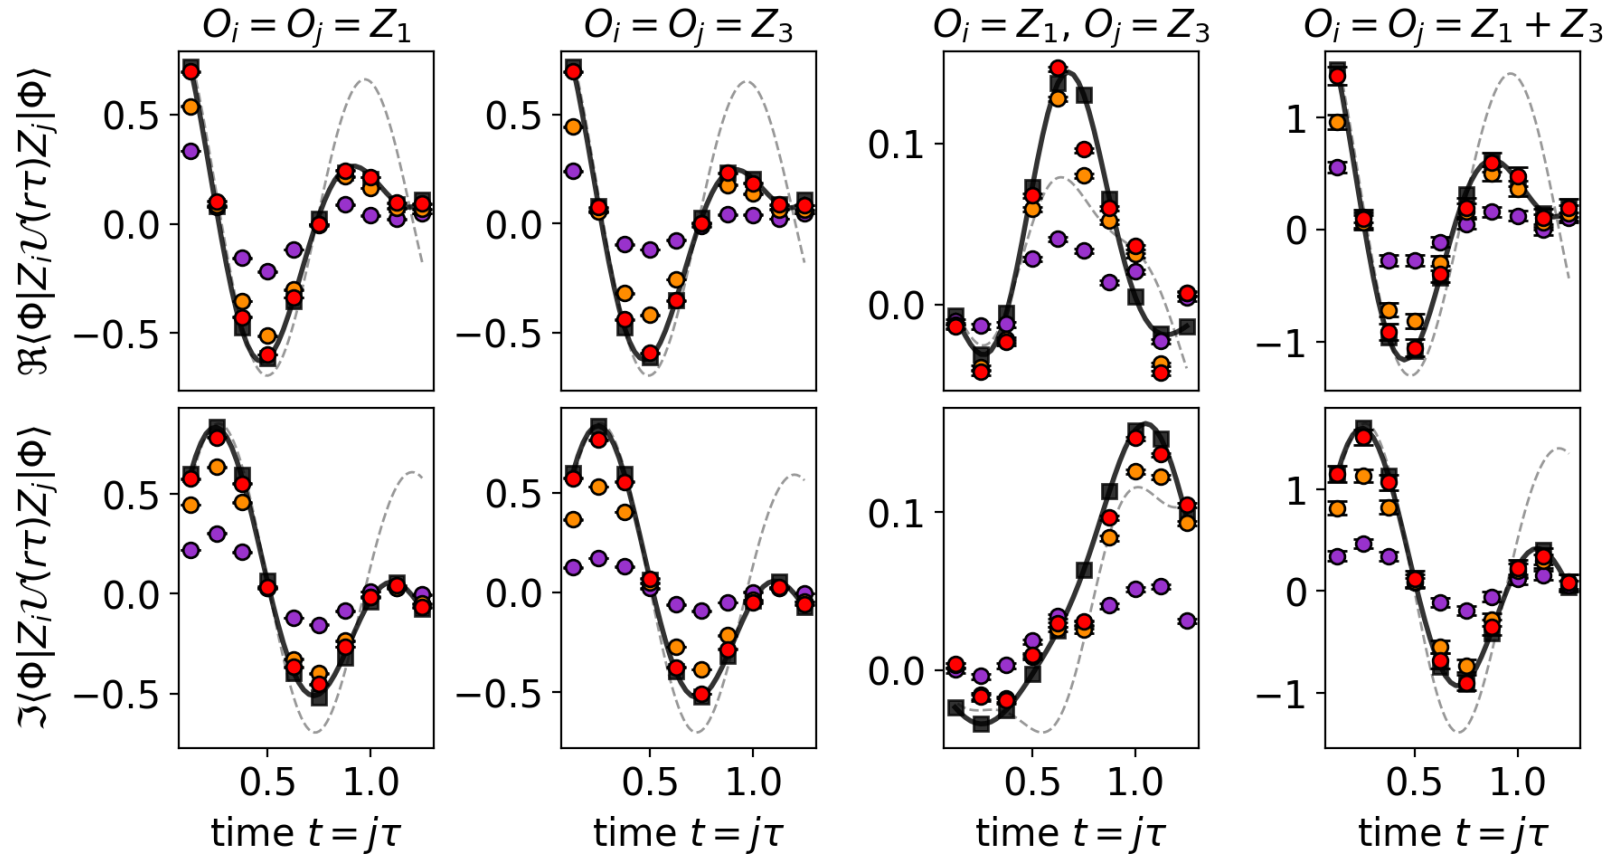 O_i = O_j = Z_1
O_i = O_j = Z_3
O_i = Z_1, O_j = Z_3
O_i = O_j = Z_1 + Z_3
ℜ⟨Φ|Z_i𝒰(rτ)Z_j|Φ⟩
0.5
0.0
−0.5
0.5
0.0
−0.5
0.1
0.0
1
0
−1
ℑ⟨Φ|Z_i𝒰(rτ)Z_j|Φ⟩
0.5
0.0
−0.5
0.5
0.0
−0.5
0.1
0.0
1
0
−1
0.5 1.0
0.5 1.0
0.5 1.0
0.5 1.0
time t = jτ
time t = jτ
time t = jτ
time t = jτ